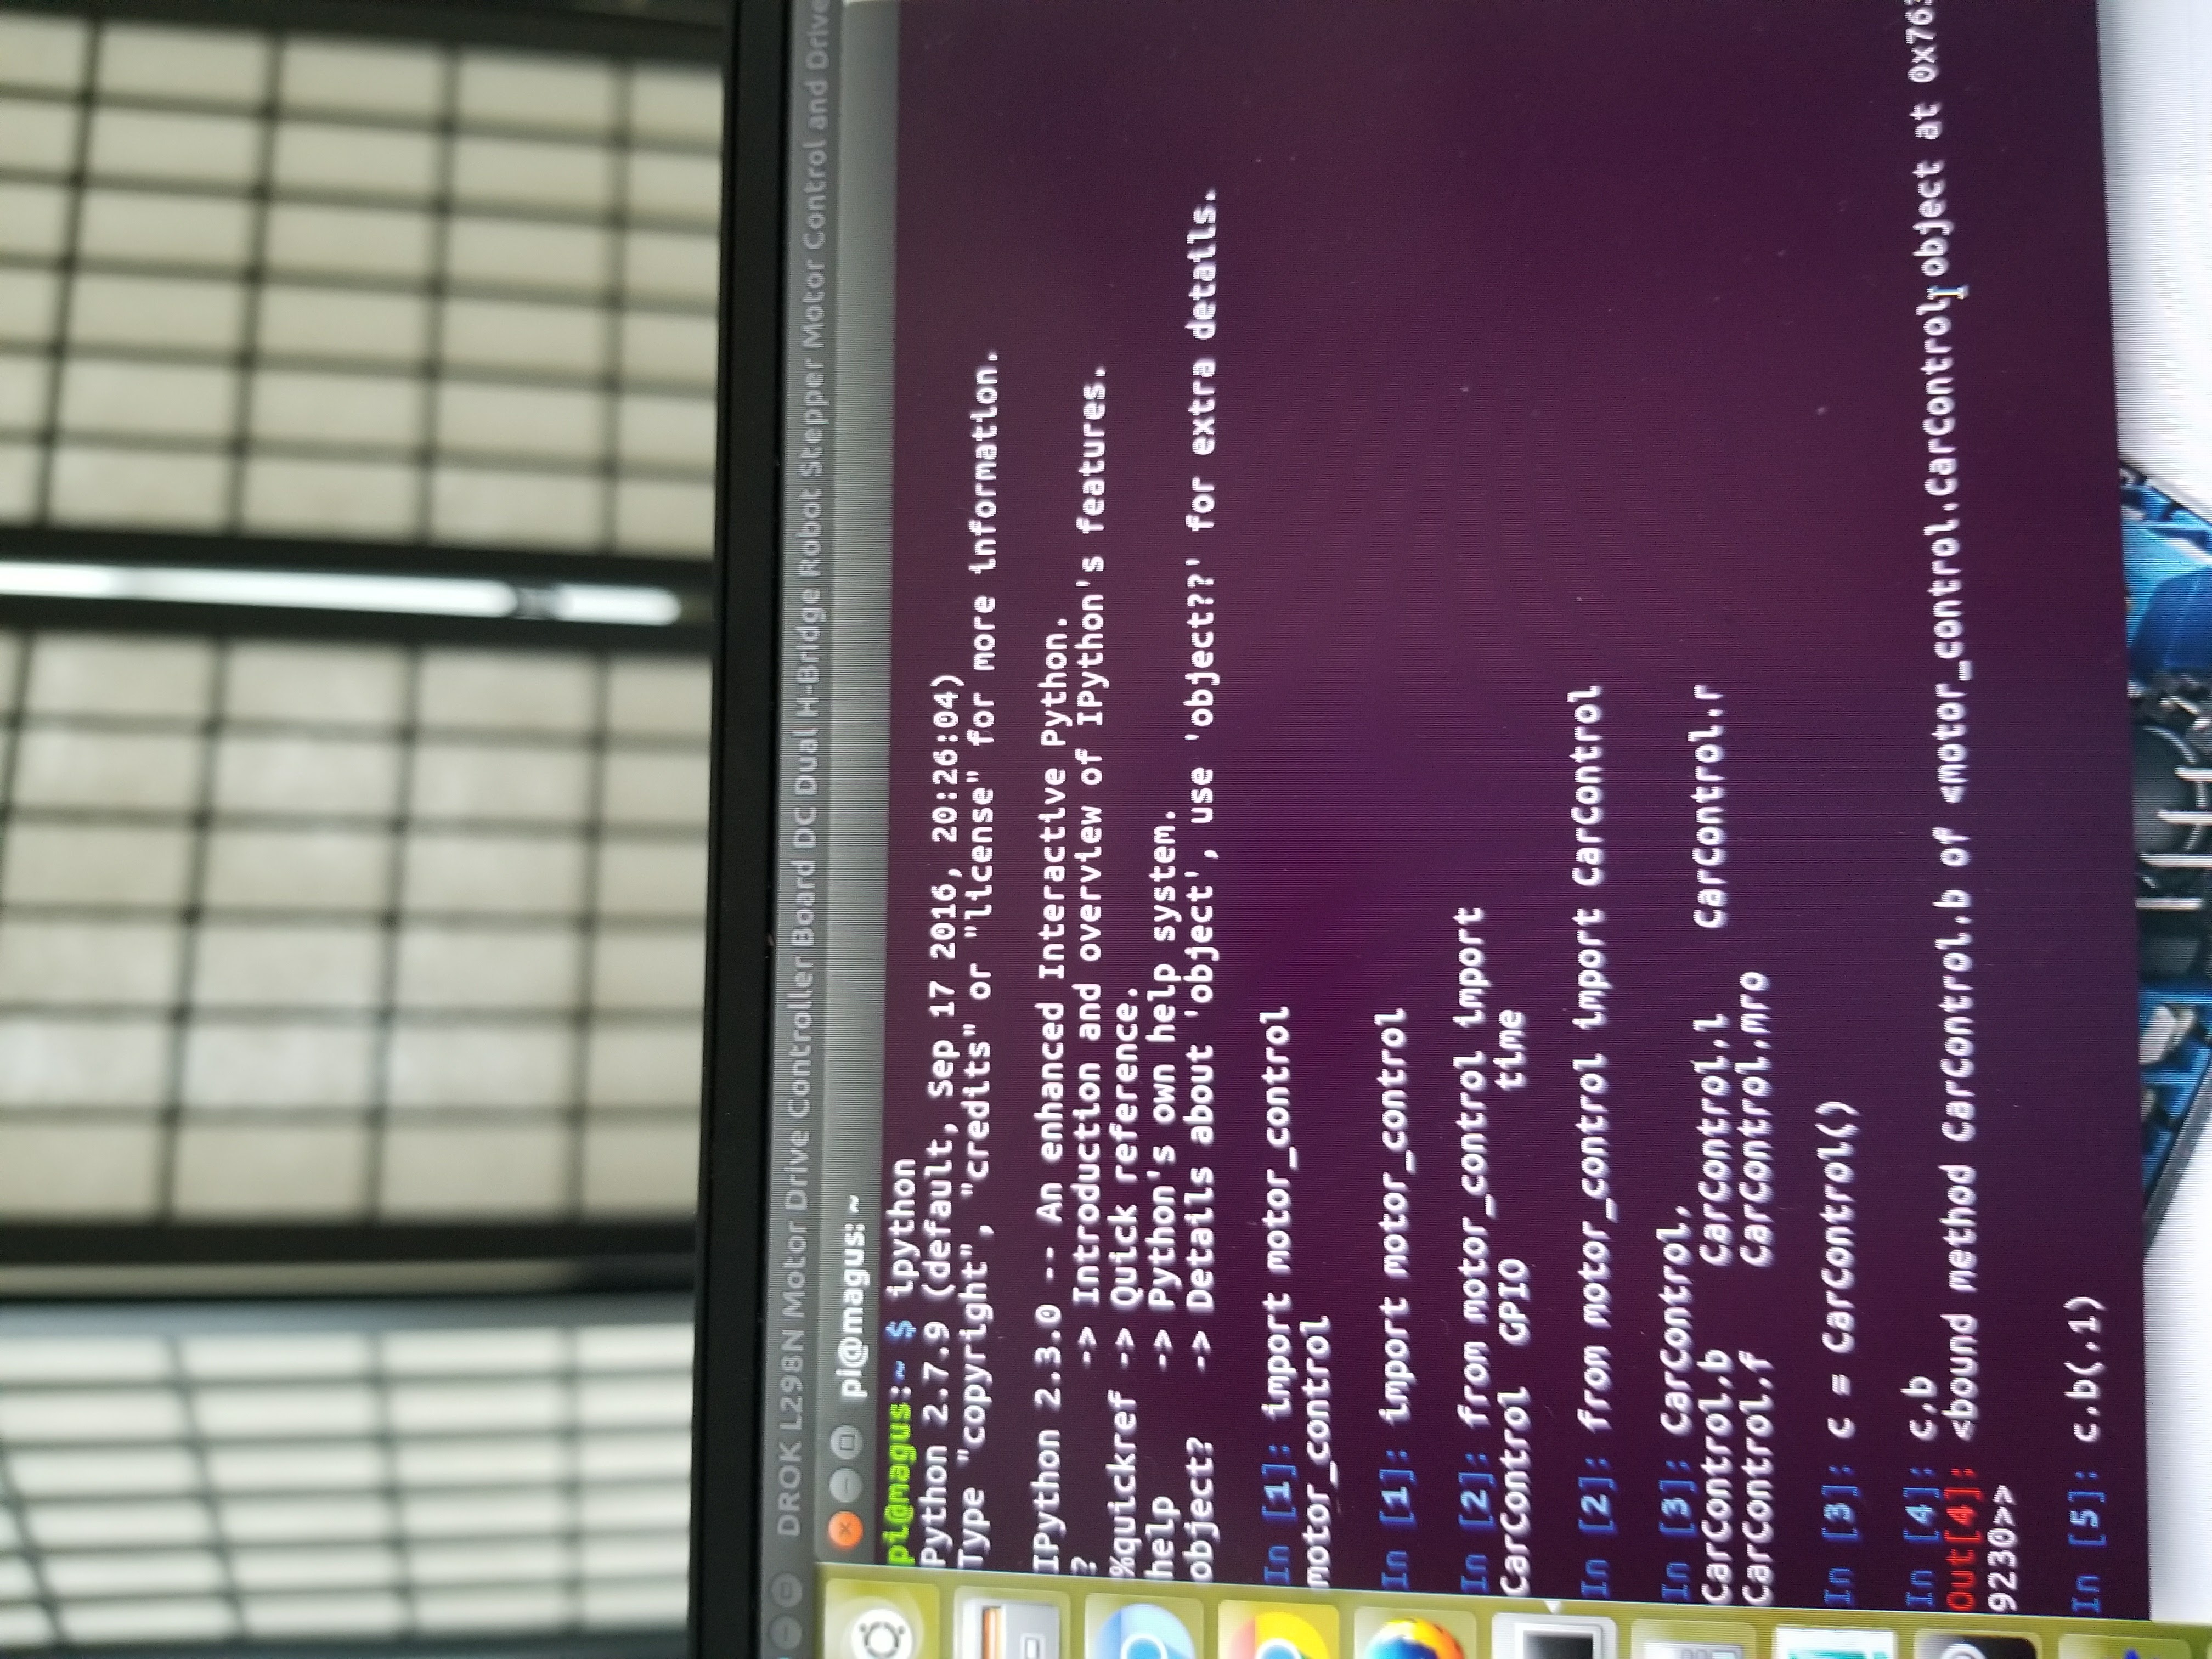 DROK L298N Motor Drive Controller Board DC Dual H-Bridge Robot Stepper Motor Control and Drive
pi@magus: ~
pi@magus:~ $ ipython
Python 2.7.9 (default, Sep 17 2016, 20:26:04)
Type "copyright", "credits" or "license" for more information.
IPython 2.3.0 -- An enhanced Interactive Python.
?         -> Introduction and overview of IPython's features.
%quickref -> Quick reference.
help      -> Python's own help system.
object?   -> Details about 'object', use 'object??' for extra details.
In [1]: import motor_control
motor_control
In [1]: import motor_control
In [2]: from motor_control import
CarControl  GPIO        time
In [2]: from motor_control import CarControl
In [3]: CarControl.
CarControl.b    CarControl.l    CarControl.r
CarControl.f    CarControl.mro
In [3]: c = CarControl()
In [4]: c.b
Out[4]: <bound method CarControl.b of <motor_control.CarControl object at 0x763
9230>>
In [5]: c.b(.1)